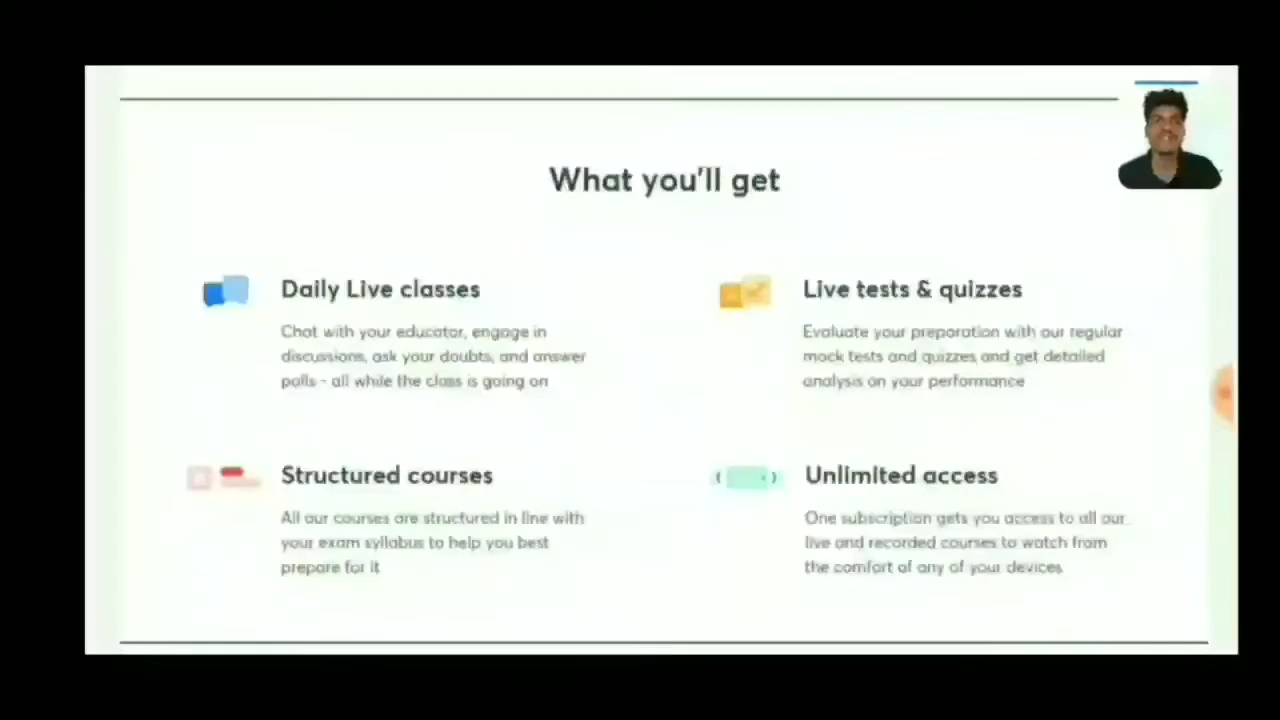 What you'll get
Daily Live classes
Chat with your educator, engage in
discussions, ask your doubts, and answer
polls - all while the class is going on
Live tests & quizzes
Evaluate your preparation with our regular
mock tests and quizzes and get detailed
analysis on your performance
Structured courses
All our courses are structured in line with
your exam syllabus to help you best
prepare for it
Unlimited access
One subscription gets you access to all our
live and recorded courses to watch from
the comfort of any of your devices